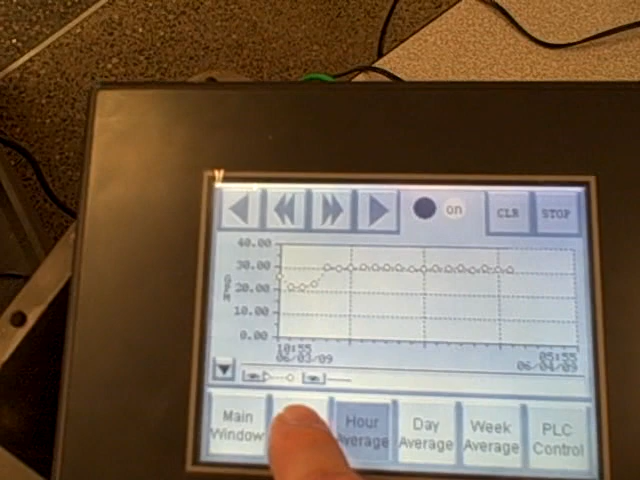 on
CLR
STOP
40.00
30.00
20.00
10.00
0.00
GPM
10:55
06/03/09
05:55
06/04/09
Main
Window
Hour
Average
Day
Average
Week
Average
PLC
Control